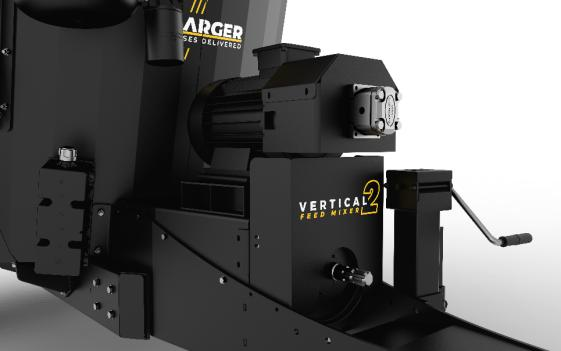 ARGER
SES DELIVERED
VERTICAL 2
FEED MIXER